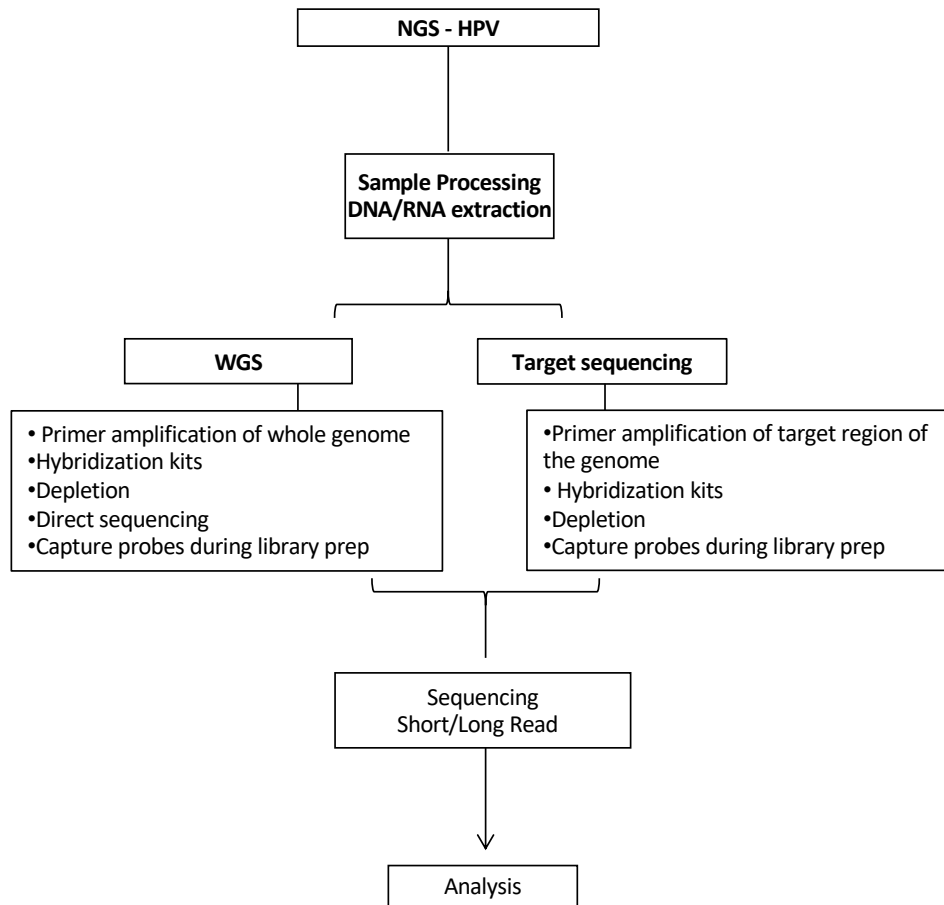 NGS - HPV
Sample Processing
DNA/RNA extraction
WGS
Target sequencing
• Primer amplification of whole genome
•Hybridization kits
•Depletion
•Direct sequencing
•Capture probes during library prep
•Primer amplification of target region of
the genome
• Hybridization kits
•Depletion
•Capture probes during library prep
Sequencing
Short/Long Read
Analysis